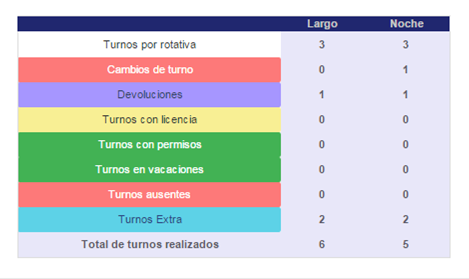 Largo Noche
Turnos por rotativa 3 3
Cambios de turno 0 1
Devoluciones 1 1
Turnos con licencia 0 0
Turnos con permisos 0 0
Turnos en vacaciones 0 0
Turnos ausentes 0 0
Turnos Extra 2 2
Total de turnos realizados 6 5